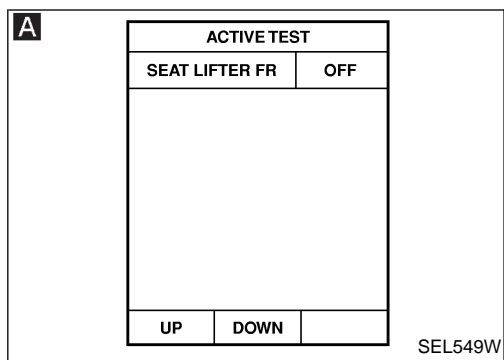 A
ACTIVE TEST
SEAT LIFTER FR OFF
UP DOWN
SEL549W